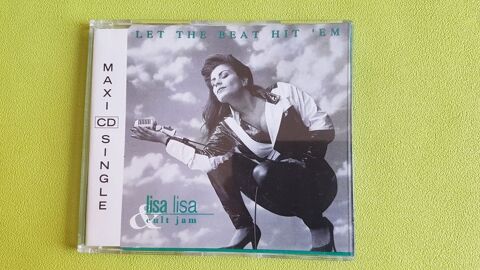 LET THE BEAT HIT 'EM
MAXI CD SINGLE
lisa lisa
& cult jam